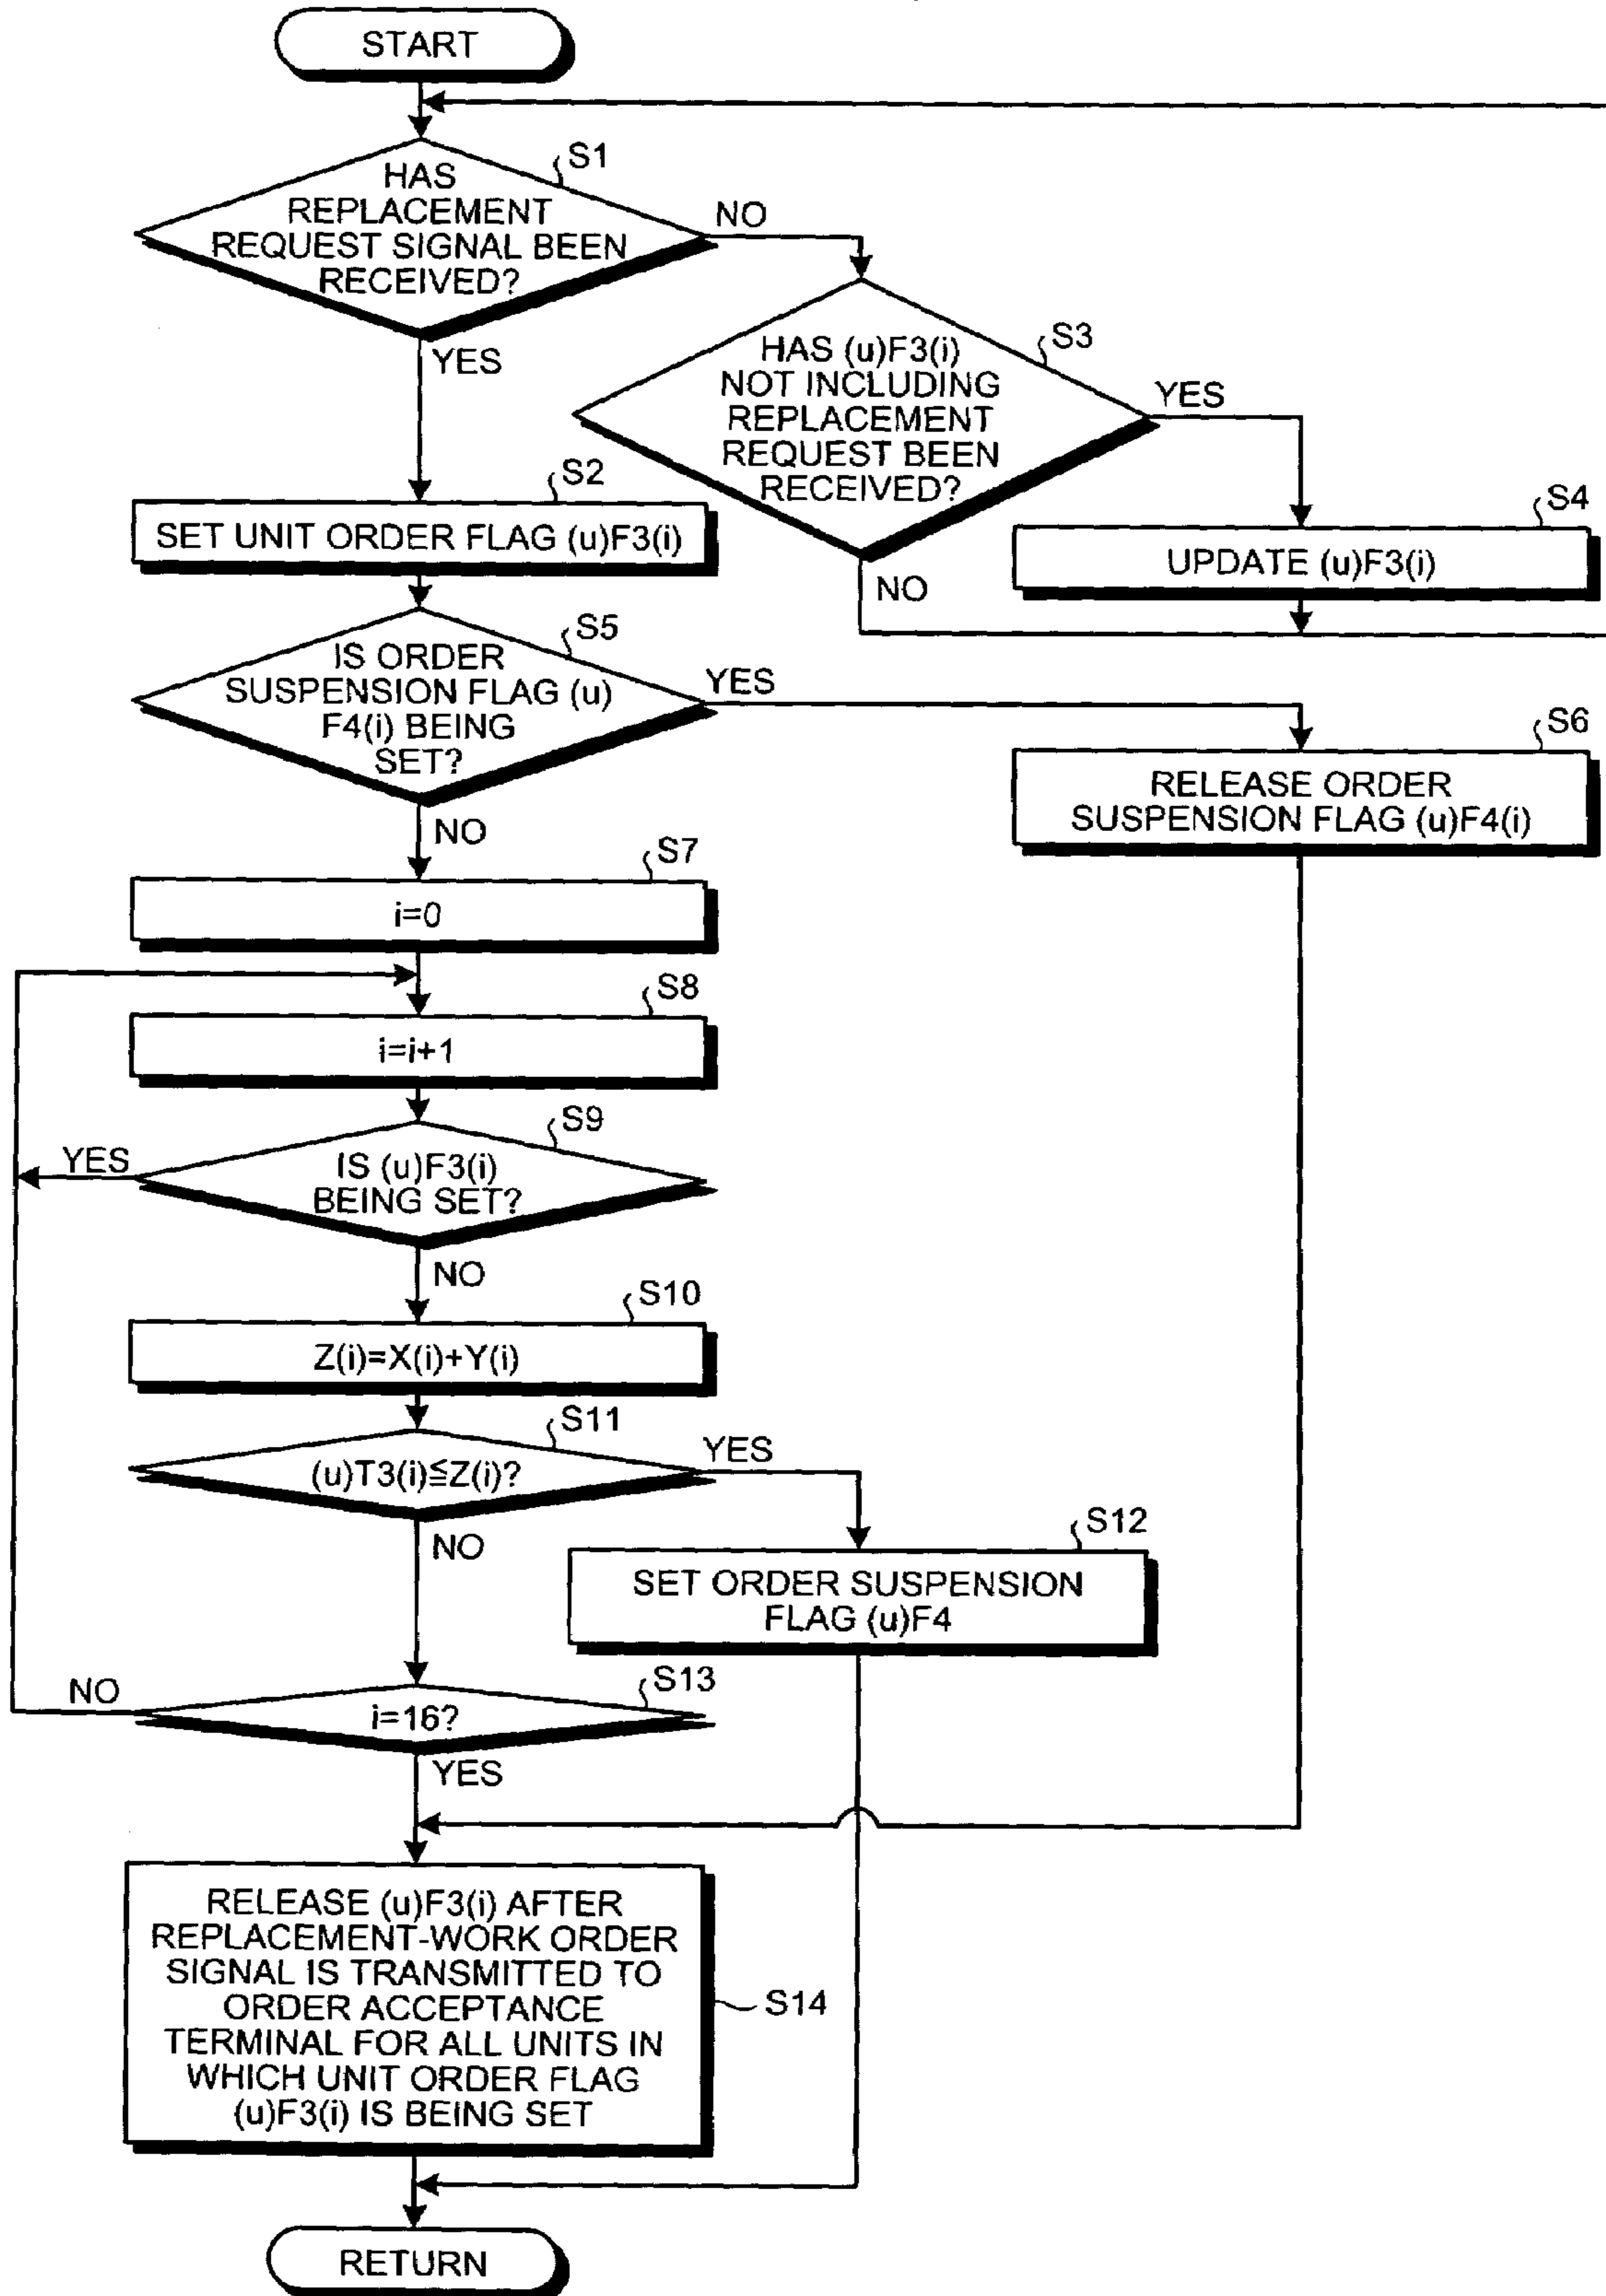 START
S1
HAS
REPLACEMENT
REQUEST SIGNAL BEEN
RECEIVED?
NO
YES
S3
HAS (u)F3(i)
NOT INCLUDING
REPLACEMENT
REQUEST BEEN
RECEIVED?
YES
NO
S2
SET UNIT ORDER FLAG (u)F3(i)
S4
UPDATE (u)F3(i)
S5
IS ORDER
SUSPENSION FLAG (u)
F4(i) BEING
SET?
YES
NO
S6
RELEASE ORDER
SUSPENSION FLAG (u)F4(i)
S7
i=0
S8
i=i+1
S9
IS (u)F3(i)
BEING SET?
YES
NO
S10
Z(i)=X(i)+Y(i)
S11
(u)T3(i)≦Z(i)?
YES
NO
S12
SET ORDER SUSPENSION
FLAG (u)F4
S13
i=16?
NO
YES
RELEASE (u)F3(i) AFTER
REPLACEMENT-WORK ORDER
SIGNAL IS TRANSMITTED TO
ORDER ACCEPTANCE
TERMINAL FOR ALL UNITS IN
WHICH UNIT ORDER FLAG
(u)F3(i) IS BEING SET
S14
RETURN